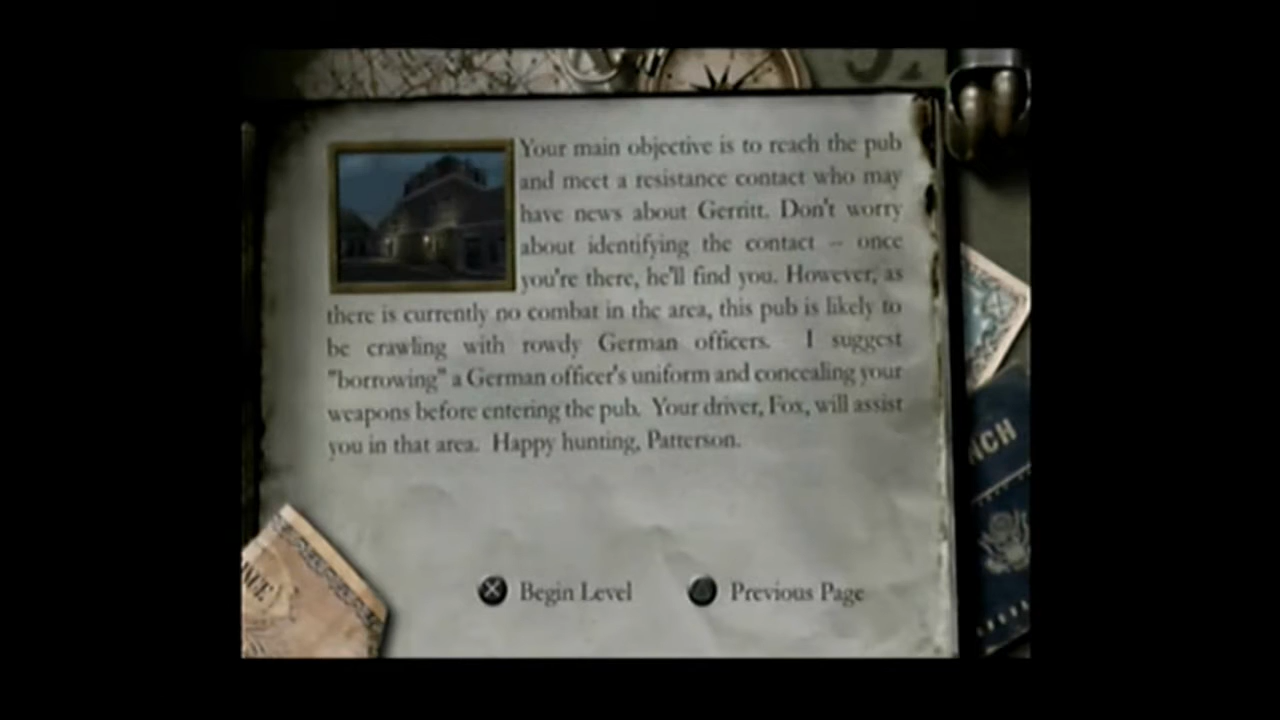 Your main objective is to reach the pub
and meet a resistance contact who may
have news about Gerritt. Don't worry
about identifying the contact – once
you're there, he'll find you. However, as
there is currently no combat in the area, this pub is likely to
be crawling with rowdy German officers. I suggest
"borrowing" a German officer's uniform and concealing your
weapons before entering the pub. Your driver, Fox, will assist
you in that area. Happy hunting, Patterson.
Begin Level
Previous Page